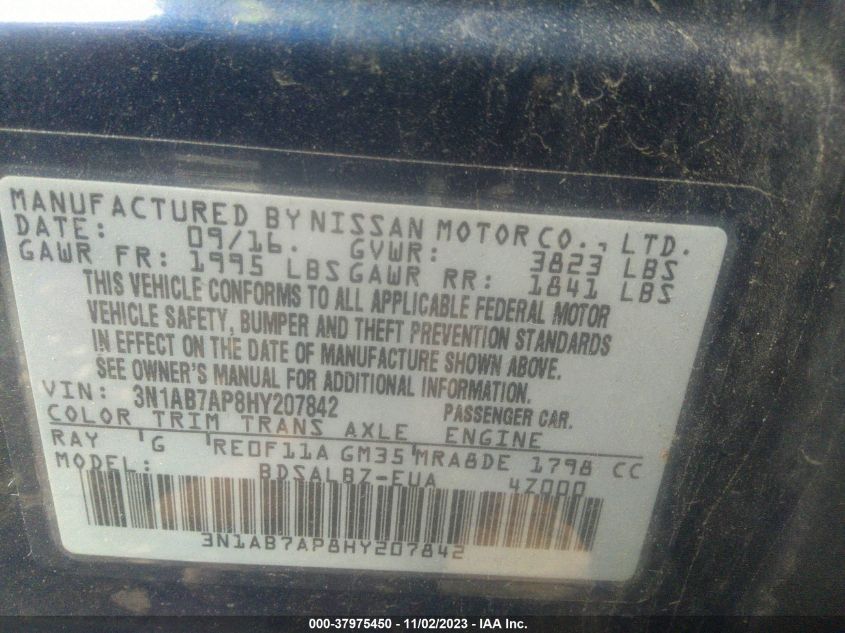 MANUFACTURED BY NISSAN MOTOR CO., LTD.
DATE: 09/16. GVWR: 3823 LBS
GAWR FR: 1995 LBS GAWR RR: 1841 LBS
THIS VEHICLE CONFORMS TO ALL APPLICABLE FEDERAL MOTOR
VEHICLE SAFETY, BUMPER AND THEFT PREVENTION STANDARDS
IN EFFECT ON THE DATE OF MANUFACTURE SHOWN ABOVE.
SEE OWNER'S MANUAL FOR ADDITIONAL INFORMATION.
VIN: 3N1AB7AP8HY207842 PASSENGER CAR.
COLOR TRIM TRANS AXLE ENGINE
RAY G RE0F11A GM35 MRA8DE 1798 CC
MODEL: BDSALBZ-EUA 4Z000
3N1AB7AP8HY207842
000-37975450 - 11/02/2023 - IAA Inc.